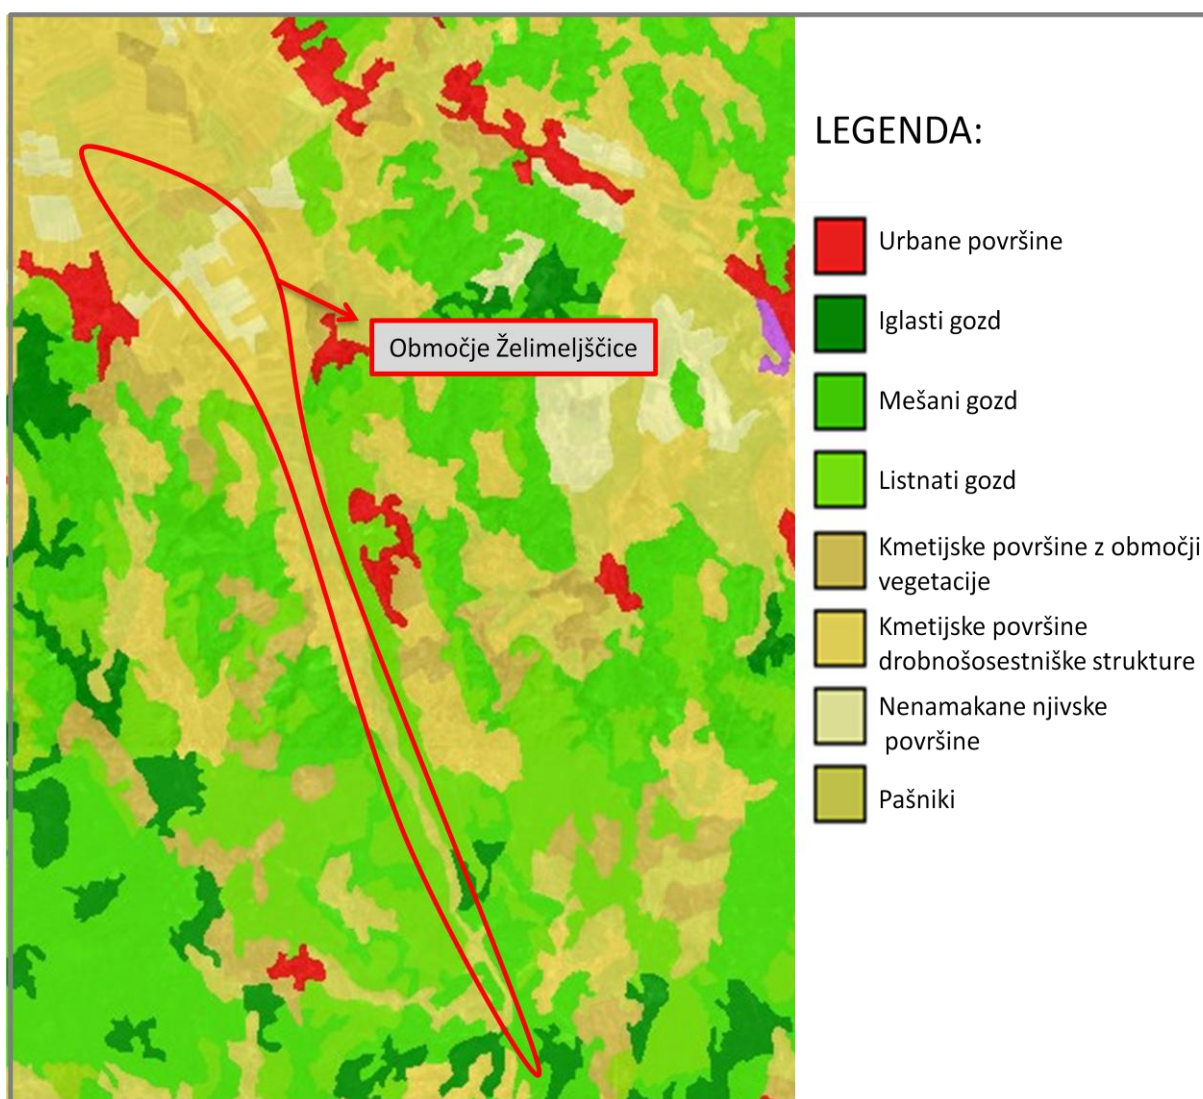 LEGENDA:
Urbane površine
Iglasti gozd
Mešani gozd
Listnati gozd
Kmetijske površine z območji
vegetacije
Kmetijske površine
drobnošosestniške strukture
Nenamakane njivske
površine
Pašniki
Območje Želimeljščice